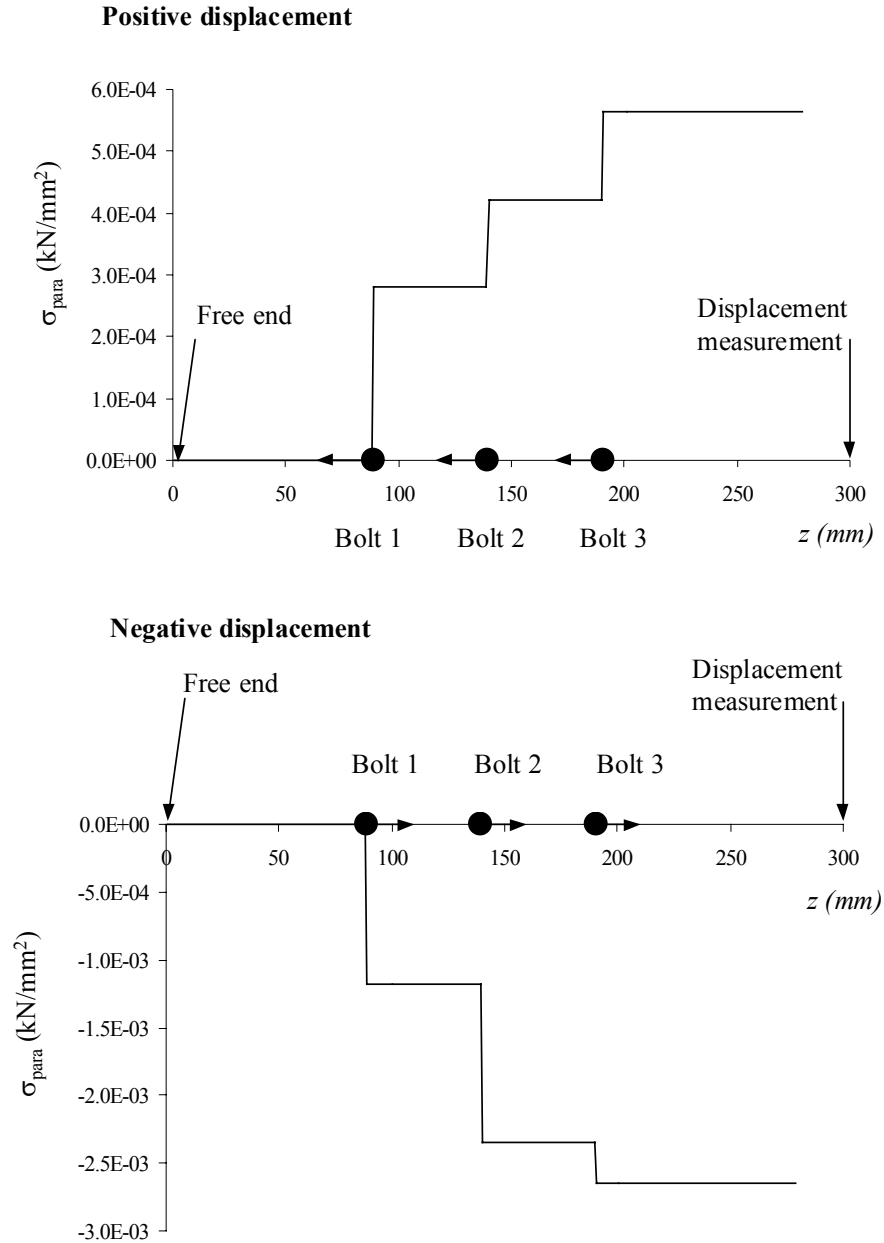 Positive displacement
6.0E-04
5.0E-04
4.0E-04
3.0E-04
2.0E-04
1.0E-04
0.0E+00
σpara (kN/mm²)
Free end
Displacement
measurement
0 50 100 150 200 250 300
Bolt 1 Bolt 2 Bolt 3
z (mm)
Negative displacement
Free end
Displacement
measurement
Bolt 1 Bolt 2 Bolt 3
0.0E+00
0 50 100 150 200 250 300
z (mm)
-5.0E-04
-1.0E-03
-1.5E-03
-2.0E-03
-2.5E-03
-3.0E-03
σpara (kN/mm²)